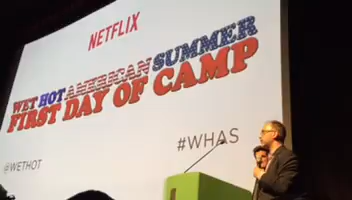 NETFLIX
WET HOT AMERICAN SUMMER
FIRST DAY OF CAMP
#WHAS
@WETHOT